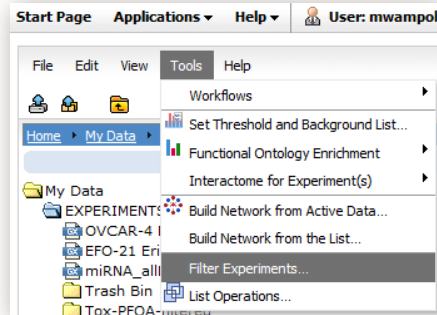 Start Page Applications Help User: mwampol
File Edit View Tools Help
Workflows
Set Threshold and Background List...
Functional Ontology Enrichment
Interactome for Experiment(s)
Build Network from Active Data...
Build Network from the List...
Filter Experiments...
List Operations...
Home My Data
My Data
EXPERIMENTS
OVCAR-4
EFO-21 Eri
miRNA_all
Trash Bin
Tox-PFOA-filtered